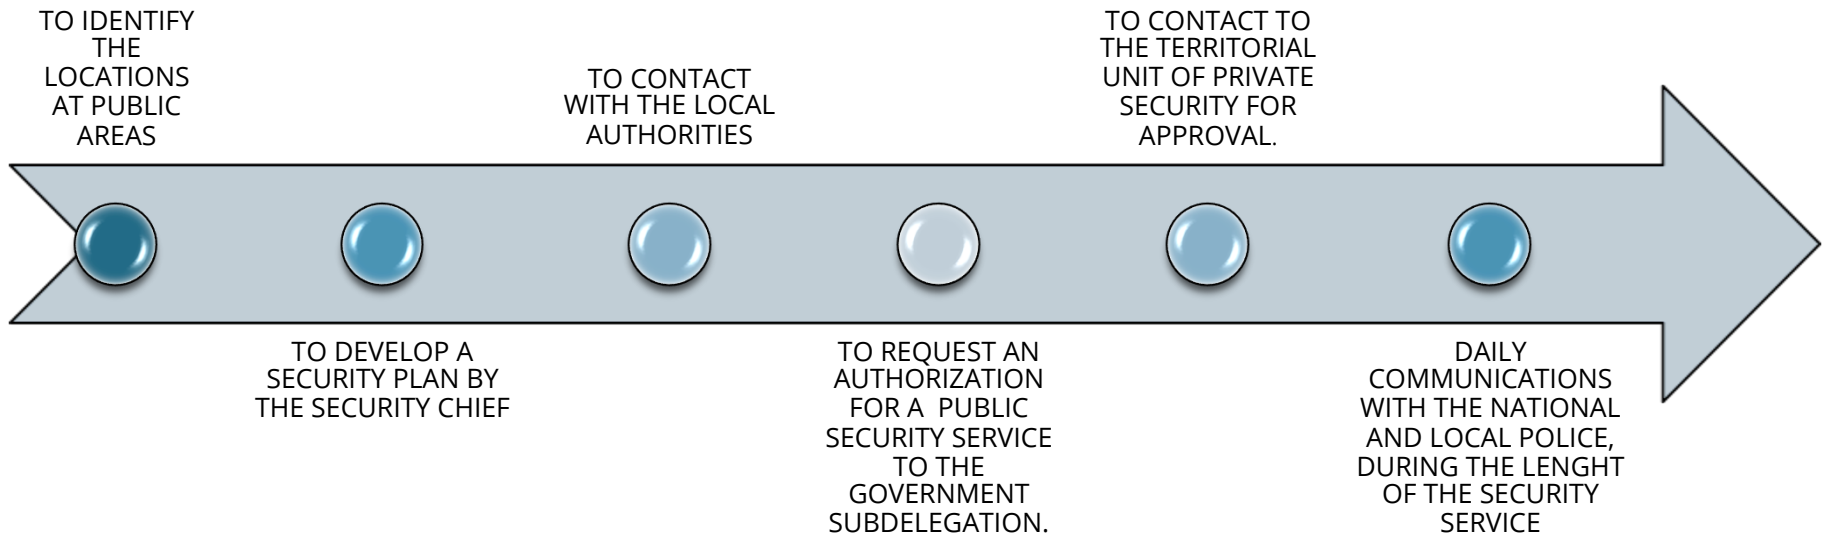 TO IDENTIFY
THE
LOCATIONS
AT PUBLIC
AREAS
TO DEVELOP A
SECURITY PLAN BY
THE SECURITY CHIEF
TO CONTACT
WITH THE LOCAL
AUTHORITIES
TO REQUEST AN
AUTHORIZATION
FOR A  PUBLIC
SECURITY SERVICE
TO THE
GOVERNMENT
SUBDELEGATION.
TO CONTACT TO
THE TERRITORIAL
UNIT OF PRIVATE
SECURITY FOR
APPROVAL.
DAILY
COMMUNICATIONS
WITH THE NATIONAL
AND LOCAL POLICE,
DURING THE LENGHT
OF THE SECURITY
SERVICE